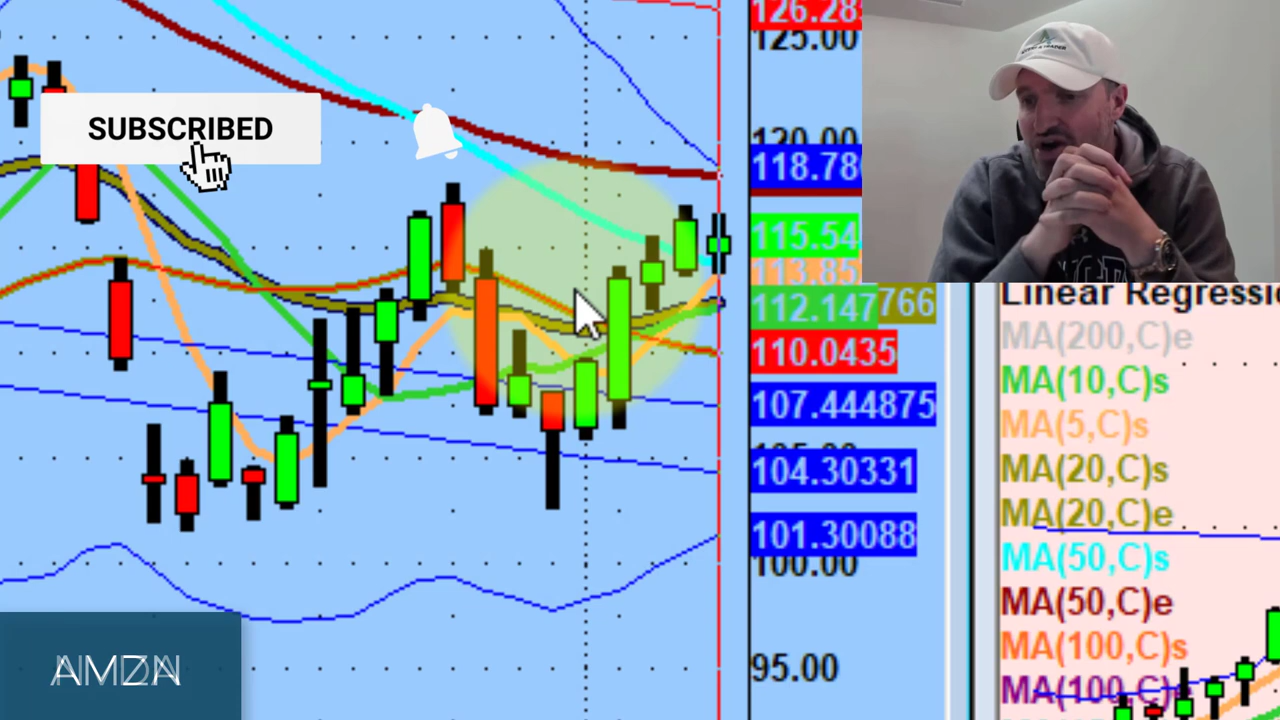 126.28
125.00
SUBSCRIBED
120.00
118.78
115.54
113.85
112.147766
110.0435
107.444875
104.30331
101.30088
100.00
95.00
Linear Regressi
MA(200,C)e
MA(10,C)s
MA(5,C)s
MA(20,C)s
MA(20,C)e
MA(50,C)s
MA(50,C)e
MA(100,C)s
MA(100,C)e